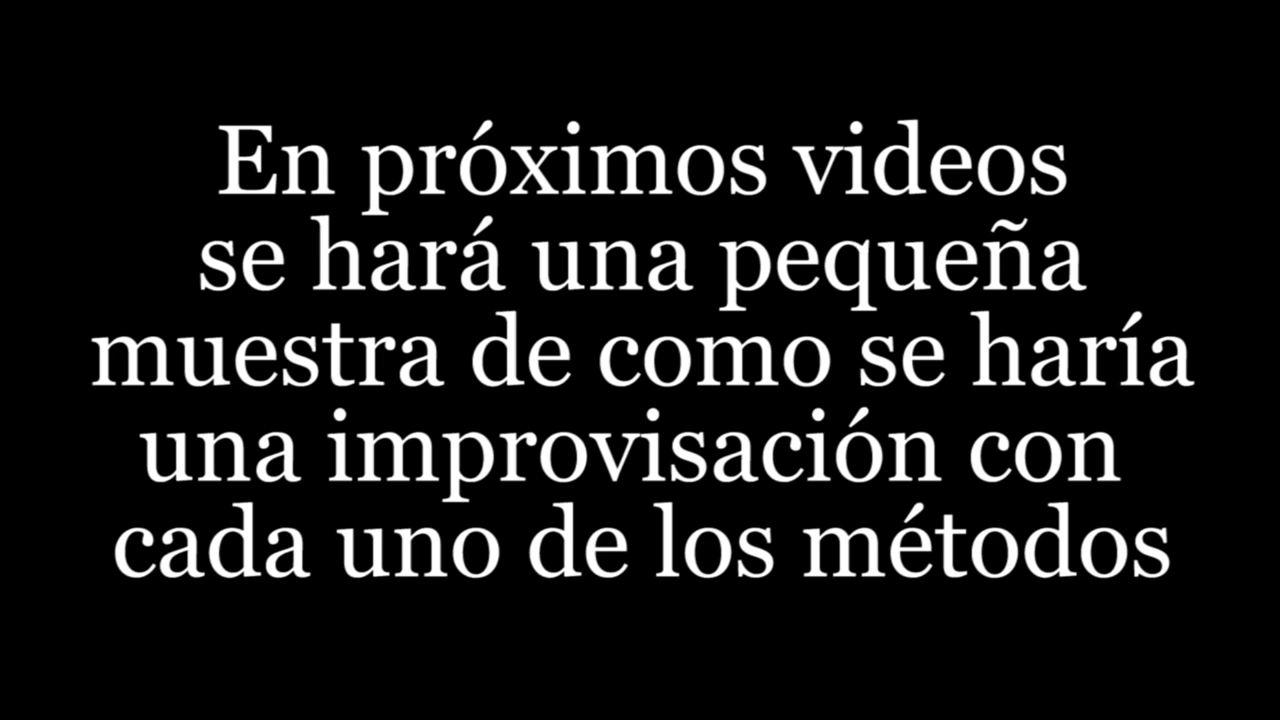 En próximos videos
se hará una pequeña
muestra de como se haría
una improvisación con
cada uno de los métodos